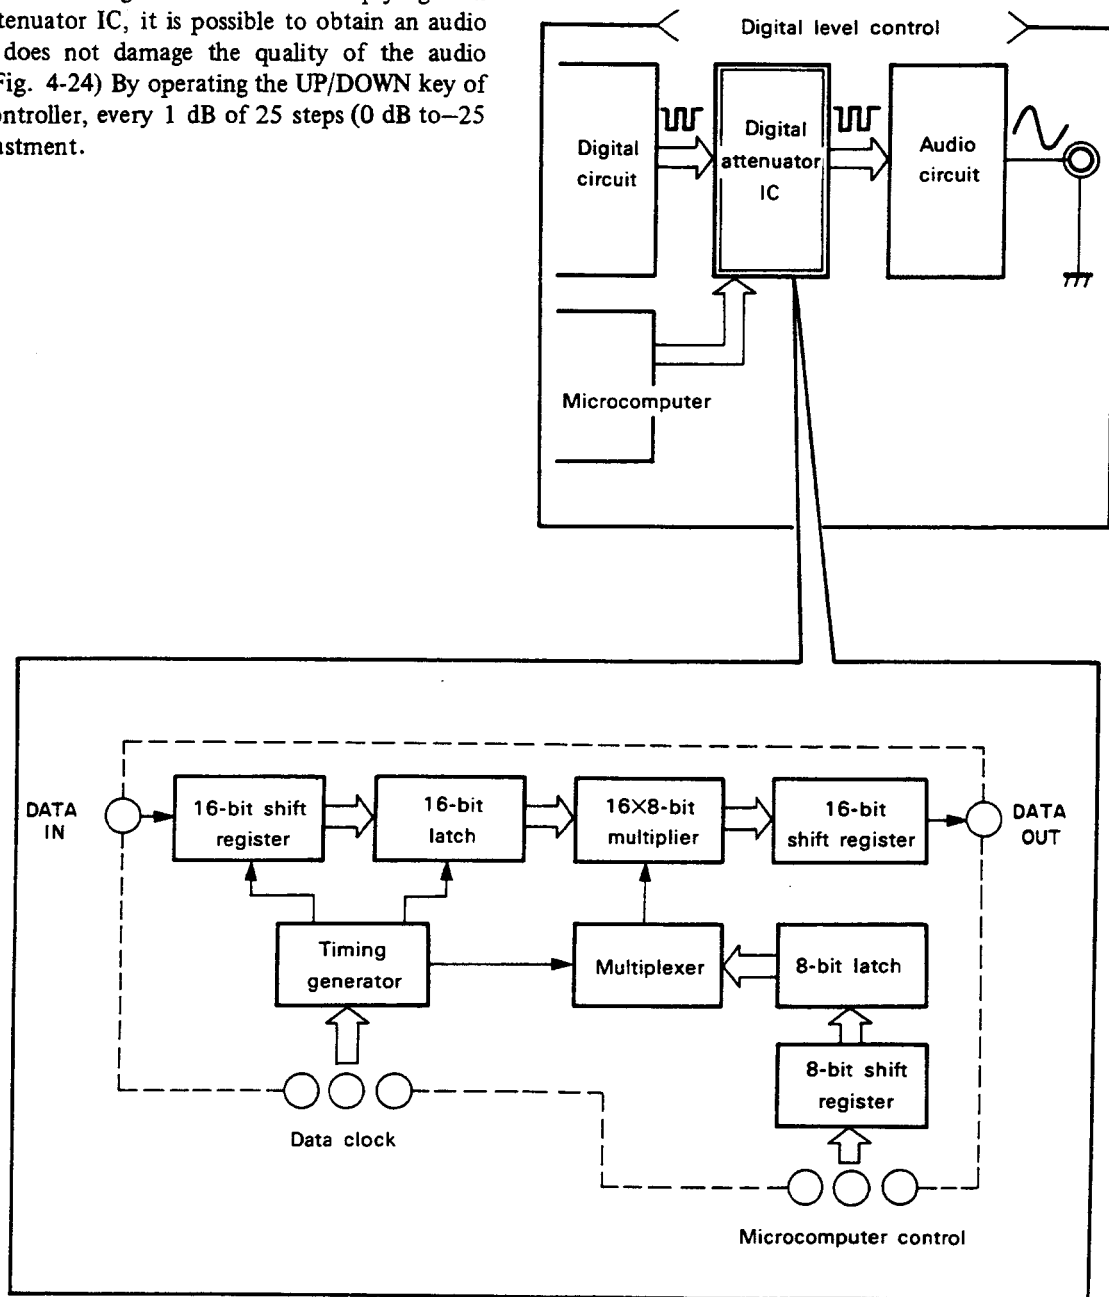 tenuator IC, it is possible to obtain an audio
does not damage the quality of the audio
Fig. 4-24) By operating the UP/DOWN key of
ontroller, every 1 dB of 25 steps (0 dB to–25
ustment.
Digital level control
Digital
circuit
Digital
attenuator
IC
Audio
circuit
Microcomputer
DATA
IN
16-bit shift
register
16-bit
latch
16×8-bit
multiplier
16-bit
shift register
DATA
OUT
Timing
generator
Multiplexer
8-bit latch
8-bit shift
register
Data clock
Microcomputer control